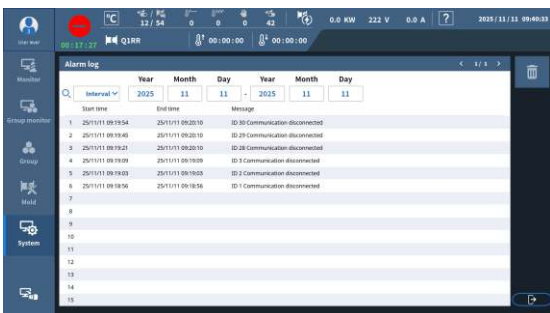 °C 12 / 54 0 0 0 42 0.0 KW 222 V 0.0 A ? 2025/11/11 09:40:33
User level
00:17:27 Q1RR 00:00:00 00:00:00
Alarm log < 1/1 >
Monitor
Year Month Day Year Month Day
Interval 2025 11 11 - 2025 11 11
Group monitor
Start time End time Message
1 25/11/11 09:19:54 25/11/11 09:20:10 ID 30 Communication disconnected
2 25/11/11 09:19:45 25/11/11 09:20:10 ID 29 Communication disconnected
3 25/11/11 09:19:21 25/11/11 09:20:10 ID 28 Communication disconnected
Group
4 25/11/11 09:19:09 25/11/11 09:19:09 ID 3 Communication disconnected
5 25/11/11 09:19:03 25/11/11 09:19:03 ID 2 Communication disconnected
6 25/11/11 09:18:56 25/11/11 09:18:56 ID 1 Communication disconnected
Mold
7
8
9
10
System
11
12
13
14
15